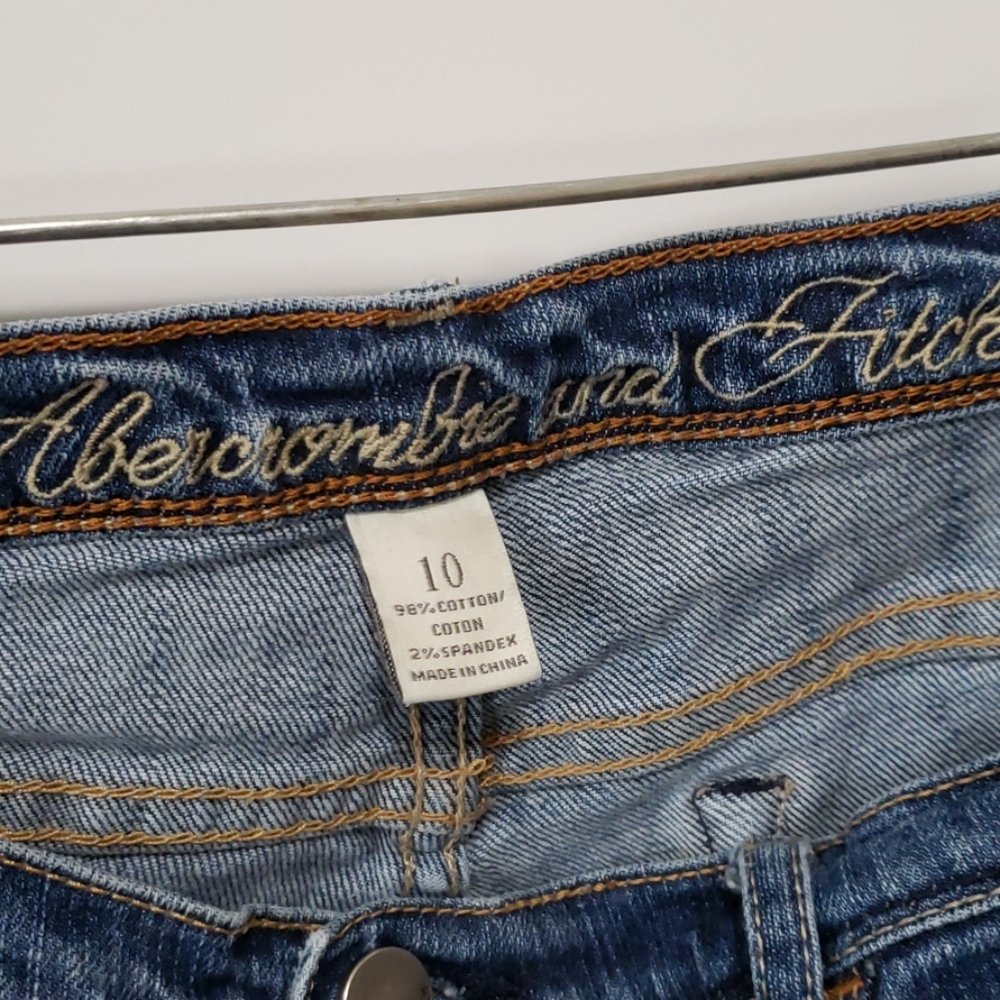 Abercrombie and Fitch
10
98% COTTON/
COTON
2% SPANDEX
MADE IN CHINA